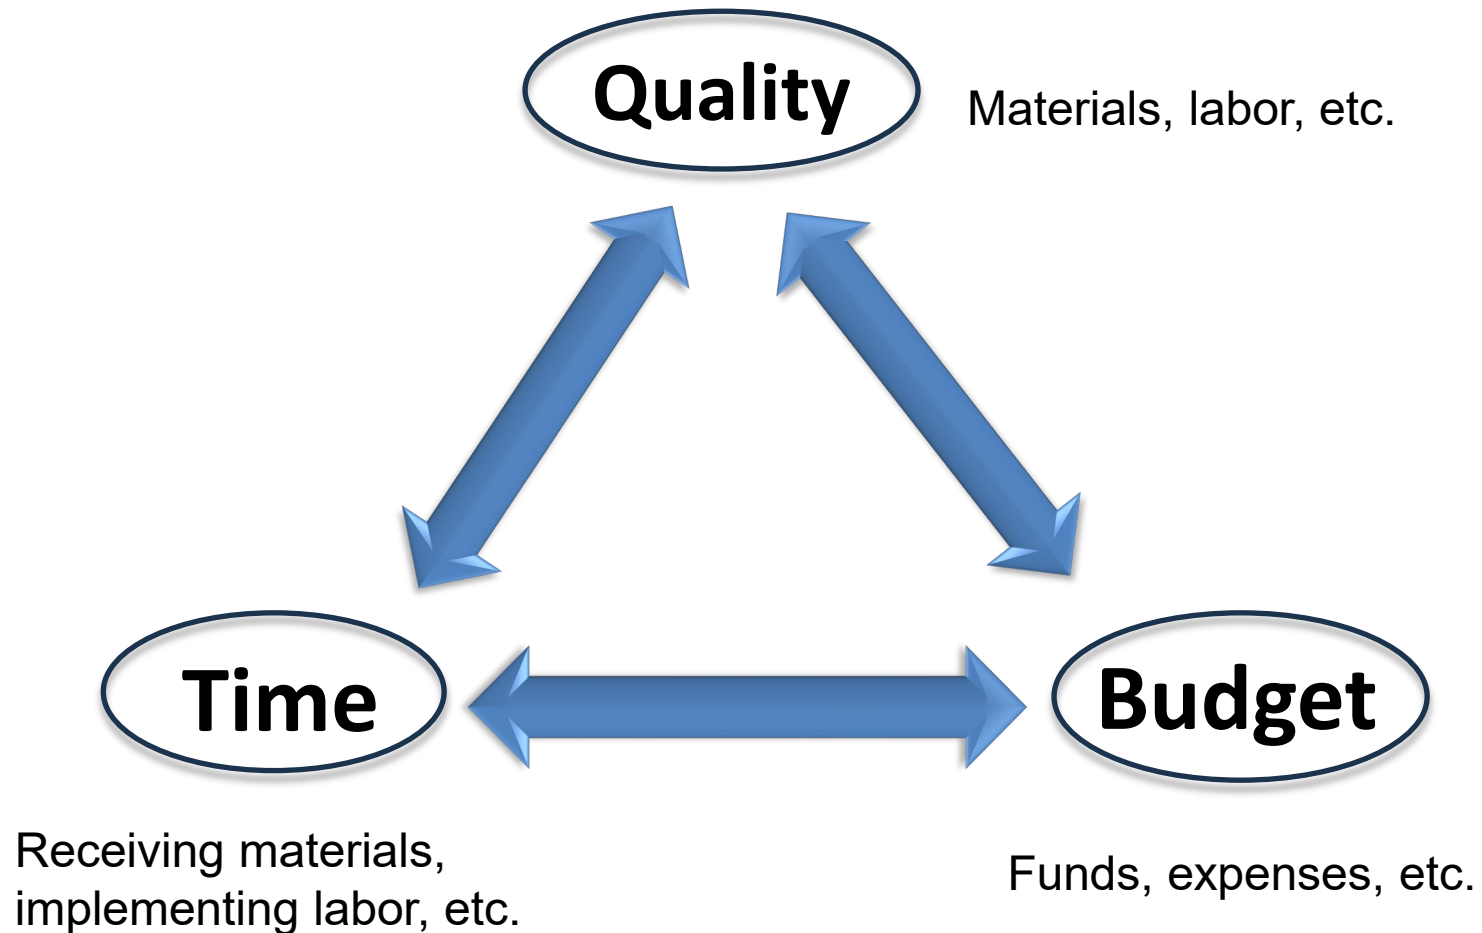 Quality
Materials, labor, etc.
Time
Budget
Receiving materials,
implementing labor, etc.
Funds, expenses, etc.